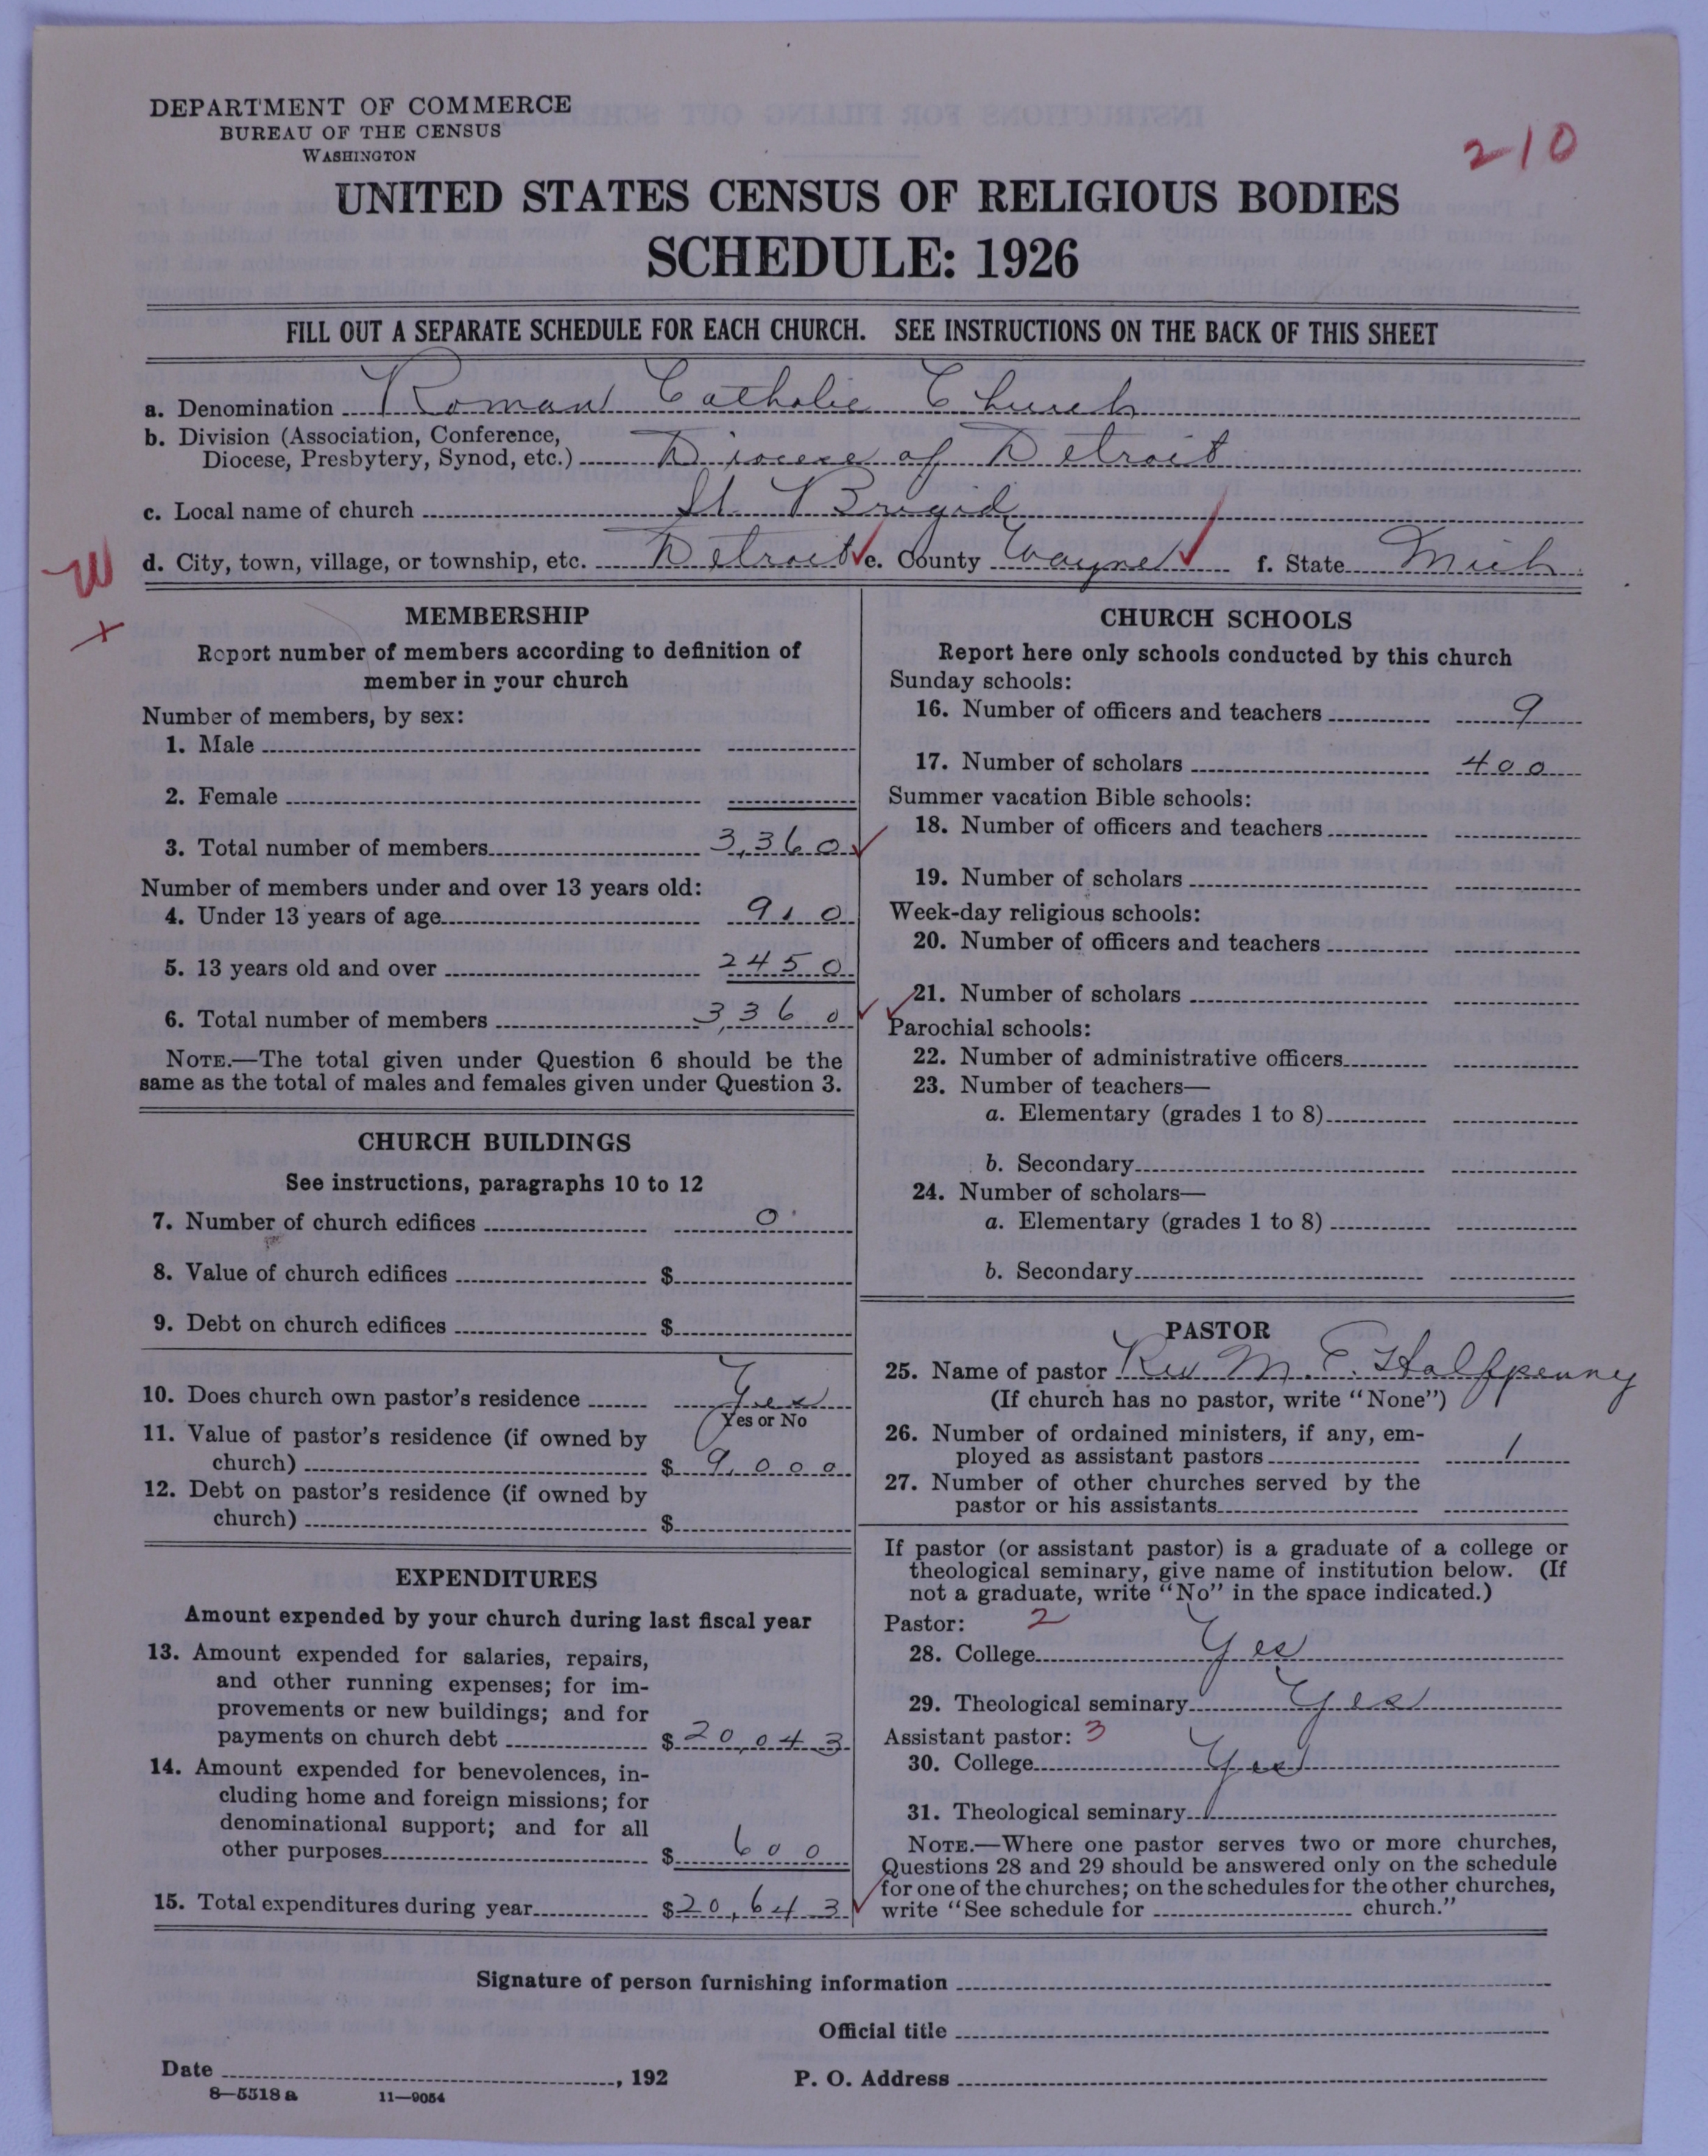 DEPARTMENT OF COMMERCE
BUREAU OF THE CENSUS
WASHINGTON
210
UNITED STATES CENSUS OF RELIGIOUS BODIES
SCHEDULE: 1926
FILL OUT A SEPARATE SCHEDULE FOR EACH CHURCH. SEE INSTRUCTIONS ON THE BACK OF THIS SHEET
a. Denomination Roman Catholic Church
b. Division (Association, Conference,
Diocese, Presbytery, Synod, etc.) Diocese of Detroit
c. Local name of church St Brigid
d. City, town, village, or township, etc. Detroit e. County Wayne f. State Mich
W
x
MEMBERSHIP
Report number of members according to definition of
member in your church
Number of members, by sex:
1. Male
2. Female
3. Total number of members 3,360
Number of members under and over 13 years old:
4. Under 13 years of age 910
5. 13 years old and over 2450
6. Total number of members 3,360
NOTE.—The total given under Question 6 should be the
same as the total of males and females given under Question 3.
CHURCH BUILDINGS
See instructions, paragraphs 10 to 12
7. Number of church edifices 0
8. Value of church edifices $
9. Debt on church edifices $
10. Does church own pastor's residence Yes
Yes or No
11. Value of pastor's residence (if owned by
church) $ 9,000
12. Debt on pastor's residence (if owned by
church) $
EXPENDITURES
Amount expended by your church during last fiscal year
13. Amount expended for salaries, repairs,
and other running expenses; for im-
provements or new buildings; and for
payments on church debt $ 20,043
14. Amount expended for benevolences, in-
cluding home and foreign missions; for
denominational support; and for all
other purposes $ 600
15. Total expenditures during year $ 20,643
CHURCH SCHOOLS
Report here only schools conducted by this church
Sunday schools:
16. Number of officers and teachers 9
17. Number of scholars 400
Summer vacation Bible schools:
18. Number of officers and teachers
19. Number of scholars
Week-day religious schools:
20. Number of officers and teachers
21. Number of scholars
Parochial schools:
22. Number of administrative officers
23. Number of teachers—
a. Elementary (grades 1 to 8)
b. Secondary
24. Number of scholars—
a. Elementary (grades 1 to 8)
b. Secondary
PASTOR
25. Name of pastor Rev M. E. Halfpenny
(If church has no pastor, write "None")
26. Number of ordained ministers, if any, em-
ployed as assistant pastors 1
27. Number of other churches served by the
pastor or his assistants
If pastor (or assistant pastor) is a graduate of a college or
theological seminary, give name of institution below. (If
not a graduate, write "No" in the space indicated.)
Pastor: 2
28. College Yes
29. Theological seminary Yes
Assistant pastor: 3
30. College Yes
31. Theological seminary
NOTE.—Where one pastor serves two or more churches,
Questions 28 and 29 should be answered only on the schedule
for one of the churches; on the schedules for the other churches,
write "See schedule for church."
Signature of person furnishing information
Official title
Date , 192
P. O. Address
8—5518 a 11—9054